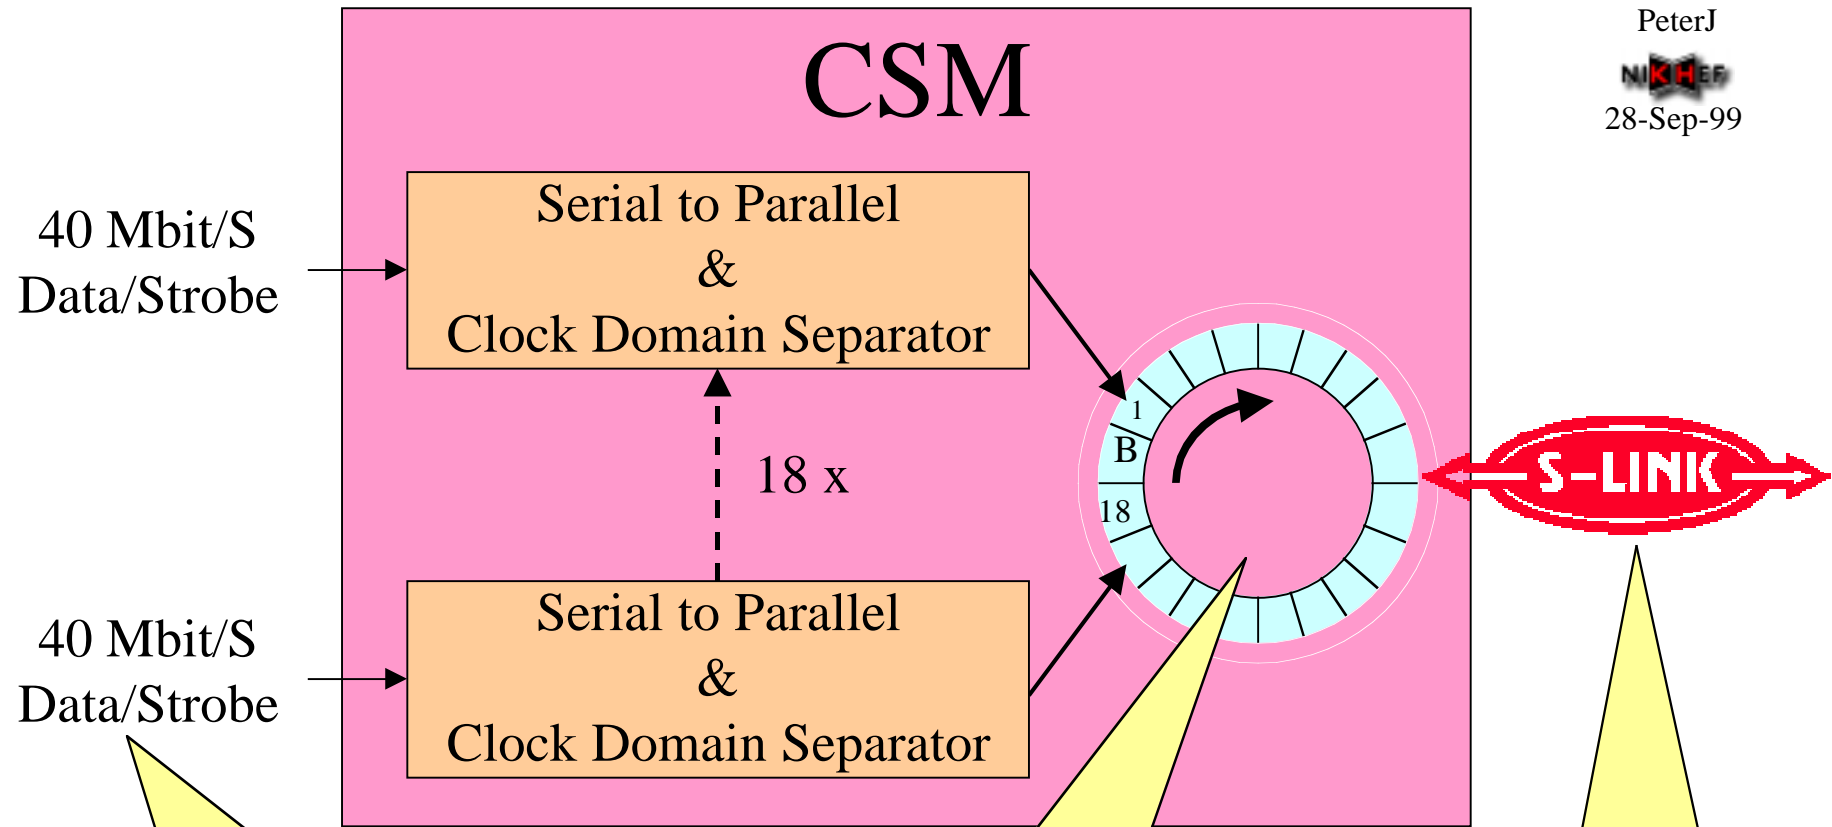 CSM
PeterJ
NIKHEF
28-Sep-99
40 Mbit/S
Data/Strobe
Serial to Parallel
&
Clock Domain Separator
18 x
1
B
18
S-LINK
40 Mbit/S
Data/Strobe
Serial to Parallel
&
Clock Domain Separator